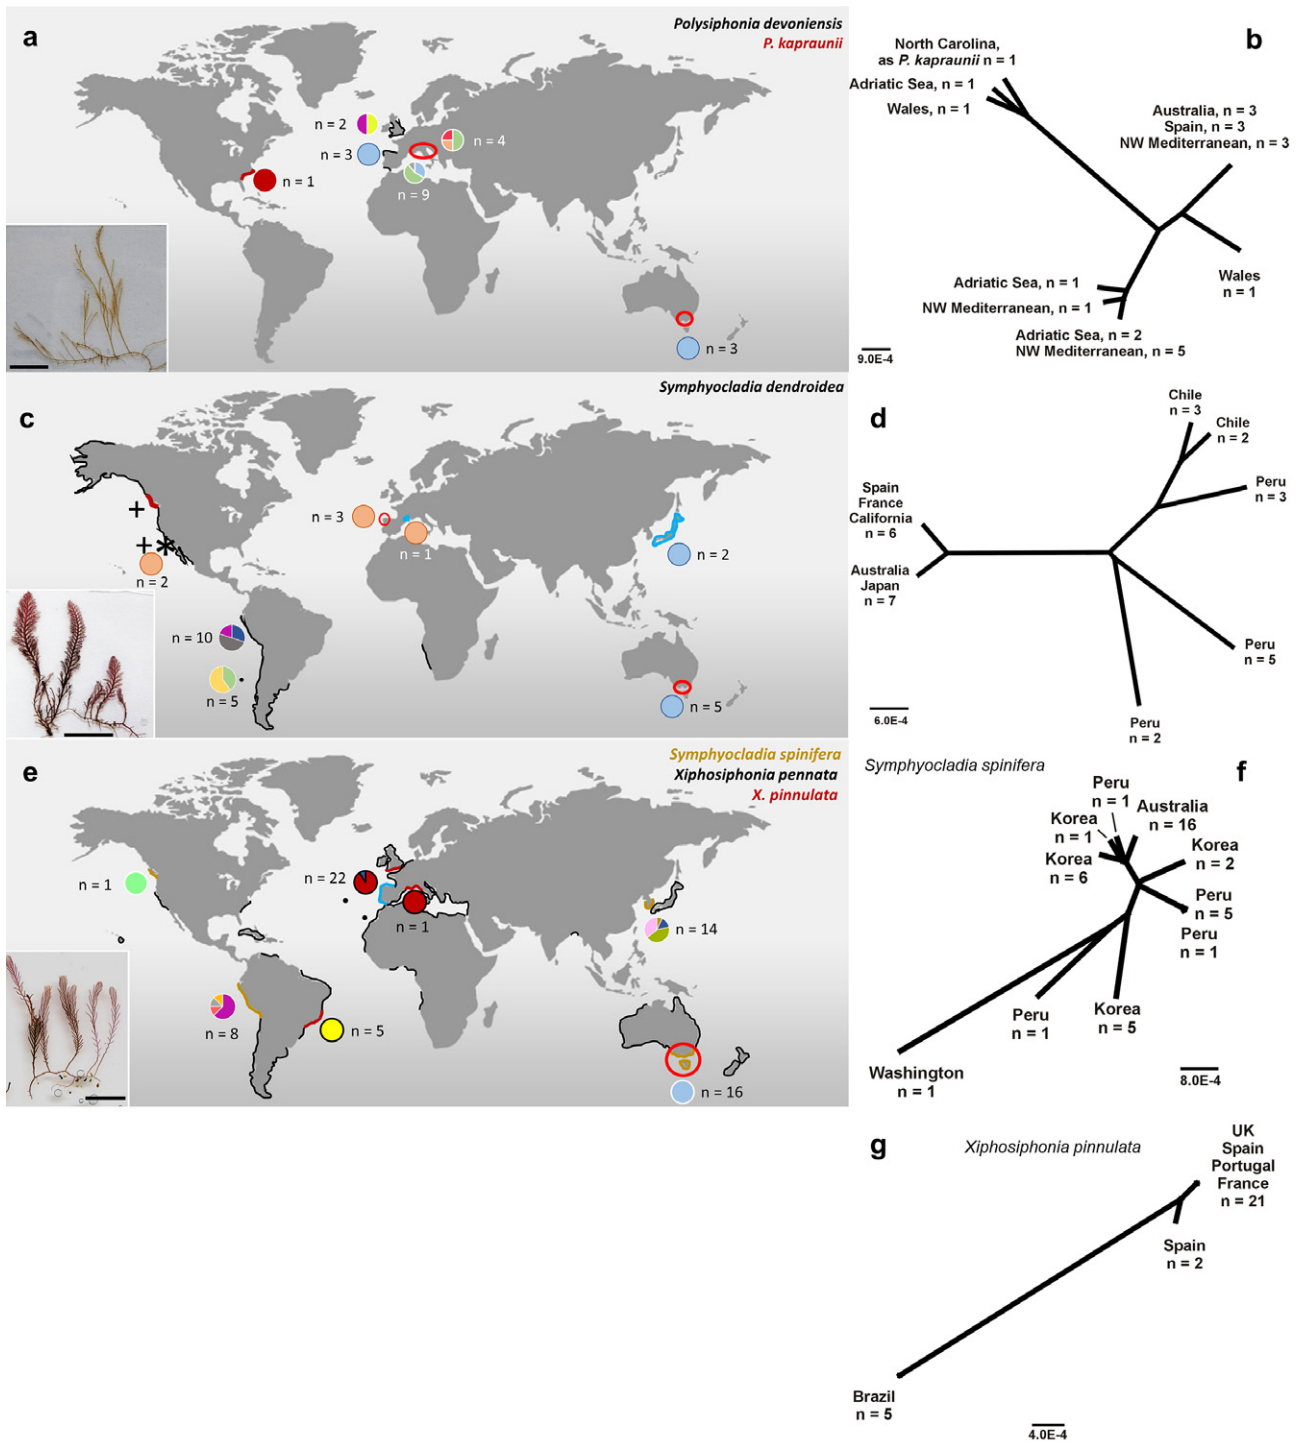 a
Polysiphonia devoniensis
P. kapraunii
n = 2
n = 3
n = 4
n = 9
n = 1
n = 3
b
North Carolina,
as P. kapraunii n = 1
Adriatic Sea, n = 1
Wales, n = 1
Australia, n = 3
Spain, n = 3
NW Mediterranean, n = 3
Wales
n = 1
Adriatic Sea, n = 1
NW Mediterranean, n = 1
Adriatic Sea, n = 2
NW Mediterranean, n = 5
9.0E-4
c
Symphyocladia dendroidea
+
+ *
n = 2
n = 3
n = 1
n = 2
n = 10
n = 5
n = 5
d
Chile
n = 3
Chile
n = 2
Peru
n = 3
Spain
France
California
n = 6
Australia
Japan
n = 7
Peru
n = 5
Peru
n = 2
6.0E-4
e
Symphyocladia spinifera
Xiphosiphonia pennata
X. pinnulata
n = 1
n = 22
n = 1
n = 14
n = 8
n = 5
n = 16
Symphyocladia spinifera
f
Peru
n = 1
Australia
n = 16
Korea
n = 1
Korea
n = 6
Korea
n = 2
Peru
n = 5
Peru
n = 1
Peru
n = 1
Korea
n = 5
Washington
n = 1
8.0E-4
g
Xiphosiphonia pinnulata
UK
Spain
Portugal
France
n = 21
Spain
n = 2
Brazil
n = 5
4.0E-4